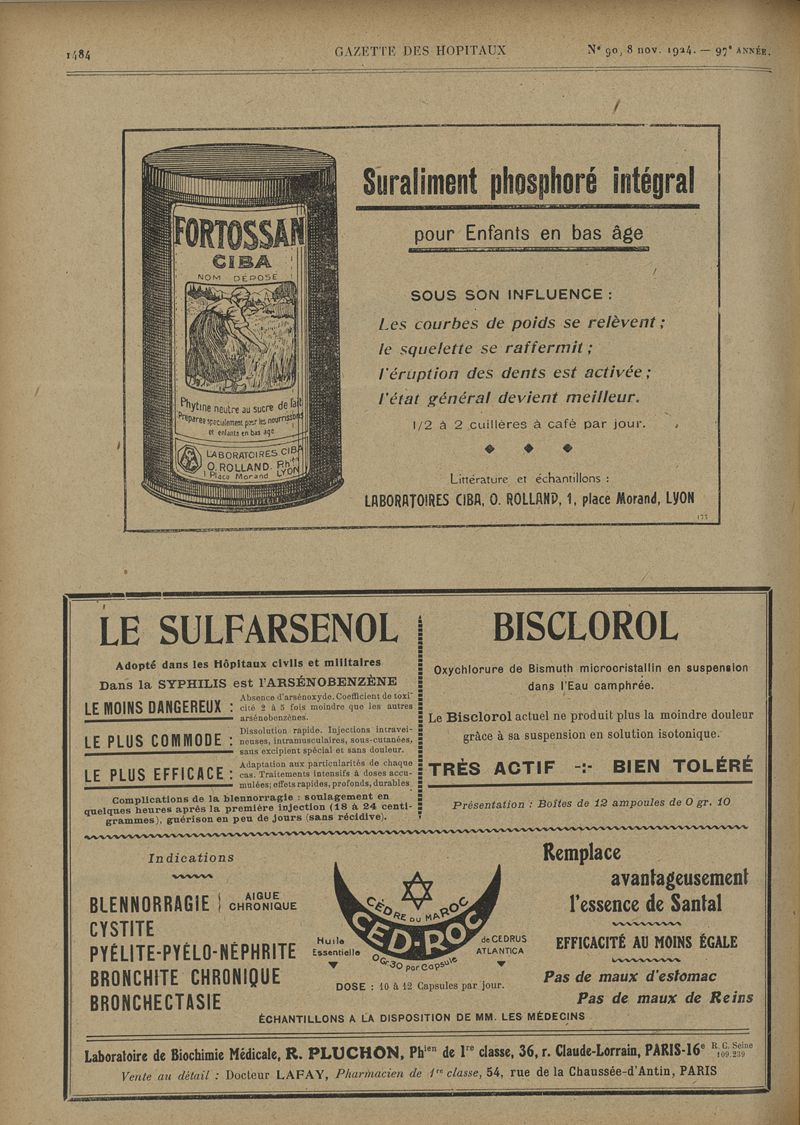 1484
GAZETTE DES HOPITAUX
N° 90, 8 nov. 1924. — 97e ANNÉE.
FORTOSSAN
CIBA
NOM DÉPOSÉ
Phytine neutre au sucre de lait
Préparée spécialement pour les nourrissons
et enfants en bas age
LABORATOIRES CIBA
O. ROLLAND. Phien
1 Place Morand LYON
Suraliment phosphoré intégral
pour Enfants en bas âge
SOUS SON INFLUENCE :
Les courbes de poids se relèvent ;
le squelette se raffermit ;
l'éruption des dents est activée ;
l'état général devient meilleur.
1/2 à 2 cuillères à café par jour.
Littérature et échantillons :
LABORATOIRES CIBA, O. ROLLAND, 1, place Morand, LYON
LE SULFARSENOL
Adopté dans les Hôpitaux civils et militaires
Dans la SYPHILIS est l'ARSÉNOBENZÈNE
LE MOINS DANGEREUX : Absence d'arsénoxyde. Coefficient de toxi-
cité 2 à 5 fois moindre que les autres
arsénobenzènes.
LE PLUS COMMODE : Dissolution rapide. Injections intravei-
neuses, intramusculaires, sous-cutanées,
sans excipient spécial et sans douleur.
LE PLUS EFFICACE : Adaptation aux particularités de chaque
cas. Traitements intensifs à doses accu-
mulées; effets rapides, profonds, durables
Complications de la blennorragie : soulagement en
quelques heures après la première injection (18 à 24 centi-
grammes), guérison en peu de jours (sans récidive).
BISCLOROL
Oxychlorure de Bismuth microcristallin en suspension
dans l'Eau camphrée.
Le Bisclorol actuel ne produit plus la moindre douleur
grâce à sa suspension en solution isotonique.
TRÈS ACTIF -:- BIEN TOLÉRÉ
Présentation : Boîtes de 12 ampoules de 0 gr. 10
Indications
BLENNORRAGIE { AIGUE
CHRONIQUE
CYSTITE
PYÉLITE-PYÉLO-NÉPHRITE
BRONCHITE CHRONIQUE
BRONCHECTASIE
CÈDRE DU MAROC
CED-ROC
Huile
Essentielle
de CEDRUS
ATLANTICA
0Gr30 par Capsule
DOSE : 10 à 12 Capsules par jour.
Remplace
avantageusement
l'essence de Santal
EFFICACITÉ AU MOINS ÉGALE
Pas de maux d'estomac
Pas de maux de Reins
ÉCHANTILLONS A LA DISPOSITION DE MM. LES MÉDECINS
Laboratoire de Biochimie Médicale, R. PLUCHON, Phien de 1re classe, 36, r. Claude-Lorrain, PARIS-16e R. C. Seine
109.239
Vente au détail : Docteur LAFAY, Pharmacien de 1re classe, 54, rue de la Chaussée-d'Antin, PARIS